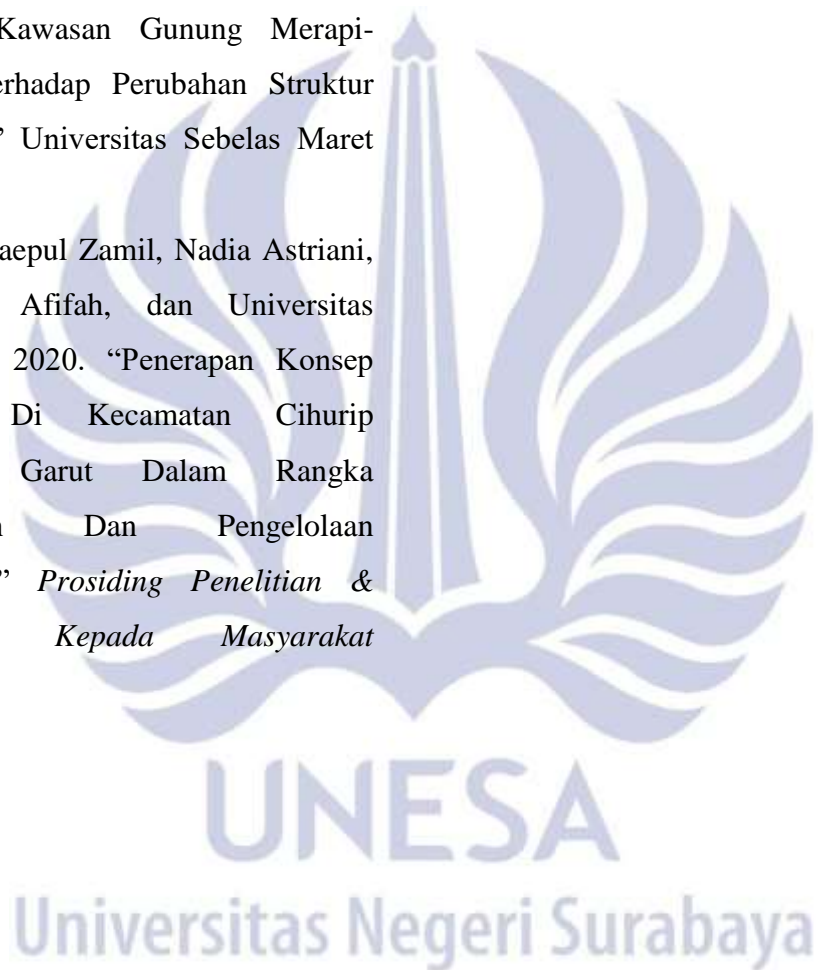 Kawasan Gunung Merapi-
erhadap Perubahan Struktur
” Universitas Sebelas Maret
aepul Zamil, Nadia Astriani,
Afifah, dan Universitas
2020. “Penerapan Konsep
Di Kecamatan Cihurip
Garut Dalam Rangka
Dan Pengelolaan
” Prosiding Penelitian &
Kepada Masyarakat
UNESA
Universitas Negeri Surabaya